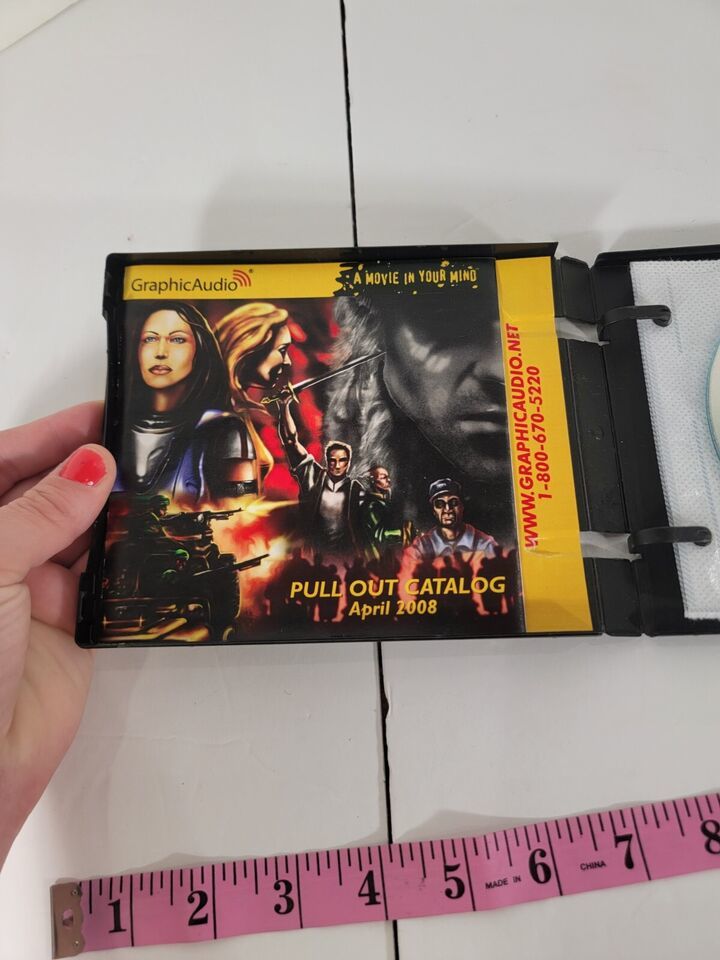 GraphicAudio®
A MOVIE IN YOUR MIND
WWW.GRAPHICAUDIO.NET
1-800-670-5220
PULL OUT CATALOG
April 2008
1 2 3 4 5 MADE IN 6 CHINA 7 8